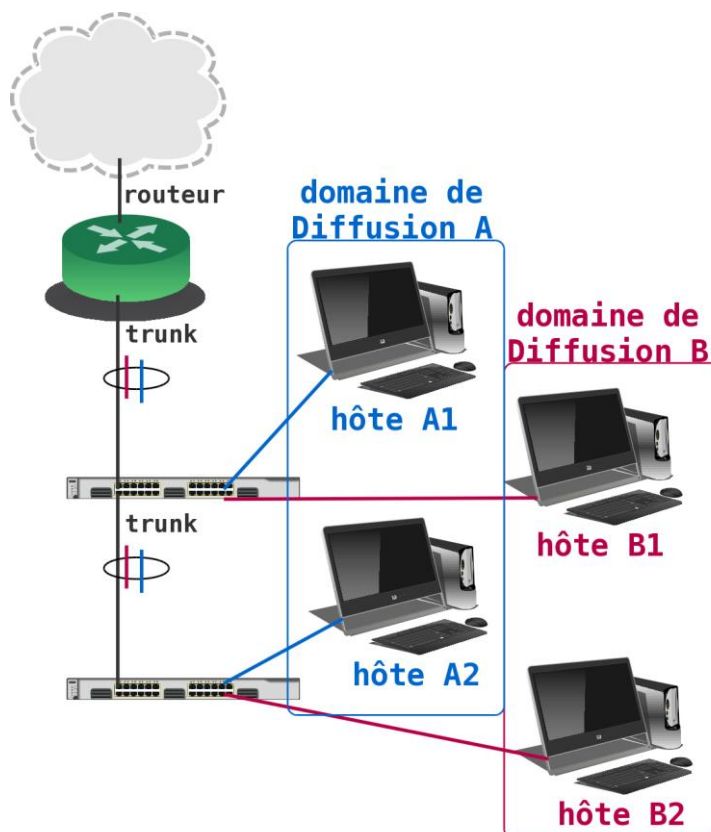 routeur
domaine de
Diffusion A
trunk
domaine de
Diffusion B
hôte A1
trunk
hôte B1
hôte A2
hôte B2